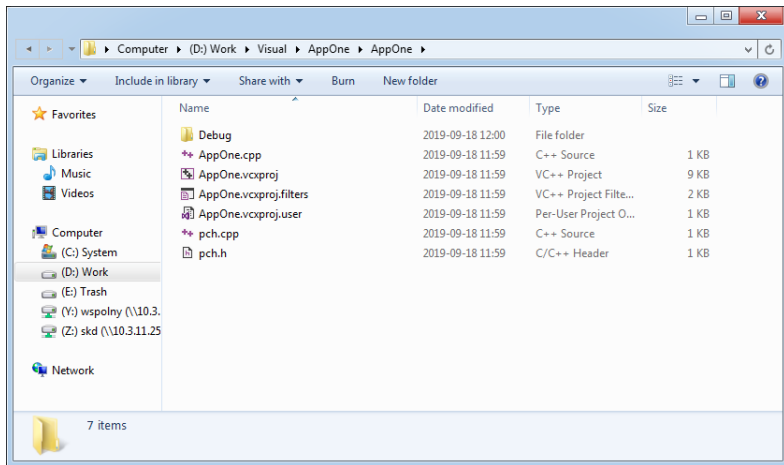 Computer ▸ (D:) Work ▸ Visual ▸ AppOne ▸ AppOne ▸
Organize Include in library Share with Burn New folder
Favorites
Libraries
Music
Videos
Computer
(C:) System
(D:) Work
(E:) Trash
(Y:) wspolny (\\10.3.
(Z:) skd (\\10.3.11.25
Network
Name Date modified Type Size
Debug 2019-09-18 12:00 File folder
AppOne.cpp 2019-09-18 11:59 C++ Source 1 KB
AppOne.vcxproj 2019-09-18 11:59 VC++ Project 9 KB
AppOne.vcxproj.filters 2019-09-18 11:59 VC++ Project Filte... 2 KB
AppOne.vcxproj.user 2019-09-18 11:59 Per-User Project O... 1 KB
pch.cpp 2019-09-18 11:59 C++ Source 1 KB
pch.h 2019-09-18 11:59 C/C++ Header 1 KB
7 items